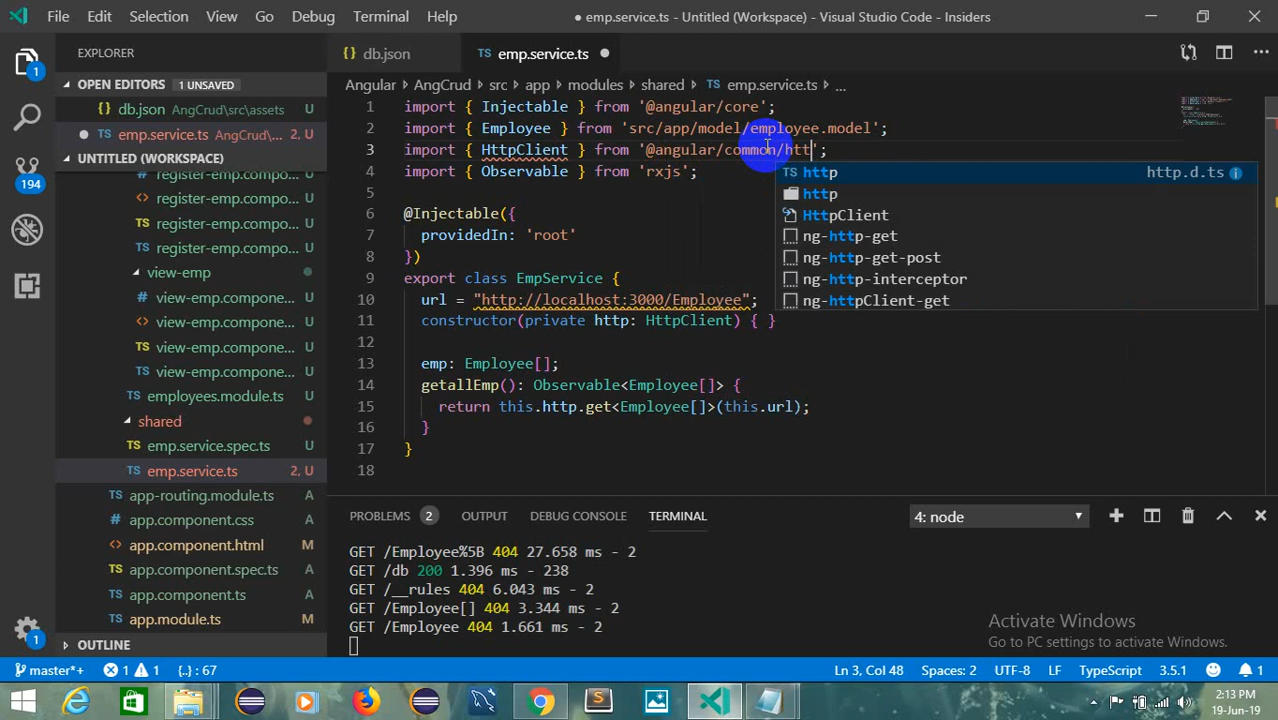 File Edit Selection View Go Debug Terminal Help
● emp.service.ts - Untitled (Workspace) - Visual Studio Code - Insiders
EXPLORER
OPEN EDITORS 1 UNSAVED
db.json AngCrud\src\assets U
● emp.service.ts AngCrud\... 2, U
UNTITLED (WORKSPACE)
register-emp.compone... U
register-emp.compone... U
register-emp.compone... U
register-emp.compone... U
view-emp
view-emp.compone... U
view-emp.compone... U
view-emp.compone... U
view-emp.compone... U
TS employees.module.ts U
shared
TS emp.service.spec.ts U
TS emp.service.ts 2, U
TS app-routing.module.ts A
# app.component.css A
<> app.component.html M
TS app.component.spec.ts A
TS app.component.ts A
TS app.module.ts M
OUTLINE
1
194
1
db.json
TS emp.service.ts ●
Angular > AngCrud > src > app > modules > shared > TS emp.service.ts > ...
1 import { Injectable } from '@angular/core';
2 import { Employee } from 'src/app/model/employee.model';
3 import { HttpClient } from '@angular/common/htt';
4 import { Observable } from 'rxjs';
5
6 @Injectable({
7 providedIn: 'root'
8 })
9 export class EmpService {
10 url = "http://localhost:3000/Employee";
11 constructor(private http: HttpClient) { }
12
13 emp: Employee[];
14 getallEmp(): Observable<Employee[]> {
15 return this.http.get<Employee[]>(this.url);
16 }
17 }
18
TS http http.d.ts
http
HttpClient
ng-http-get
ng-http-get-post
ng-http-interceptor
ng-httpClient-get
PROBLEMS 2 OUTPUT DEBUG CONSOLE TERMINAL 4: node
GET /Employee%5B 404 27.658 ms - 2
GET /db 200 1.396 ms - 238
GET /__rules 404 6.043 ms - 2
GET /Employee[] 404 3.344 ms - 2
GET /Employee 404 1.661 ms - 2
Activate Windows
Go to PC settings to activate Windows.
master*+ 1 1 {..} : 67 Ln 3, Col 48 Spaces: 2 UTF-8 LF TypeScript 3.5.1 1
2:13 PM
19-Jun-19